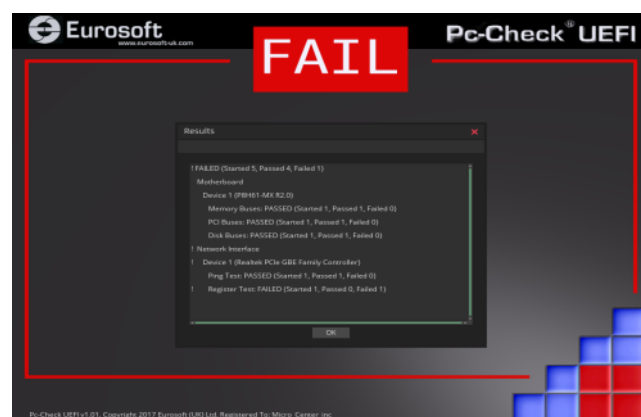 Eurosoft
www.eurosoft-uk.com
FAIL
Pc-Check® UEFI
Results
! FAILED (Started 5, Passed 4, Failed 1)
Motherboard
Device 1 (P8H61-MX R2.0)
Memory Buses: PASSED (Started 1, Passed 1, Failed 0)
PCI Buses: PASSED (Started 1, Passed 1, Failed 0)
Disk Buses: PASSED (Started 1, Passed 1, Failed 0)
! Network Interface
! Device 1 (Realtek PCIe GBE Family Controller)
Ping Test: PASSED (Started 1, Passed 1, Failed 0)
! Register Test: FAILED (Started 1, Passed 0, Failed 1)
OK
Pc-Check UEFI v1.01. Copyright 2017 Eurosoft (UK) Ltd. Registered To: Micro Center inc